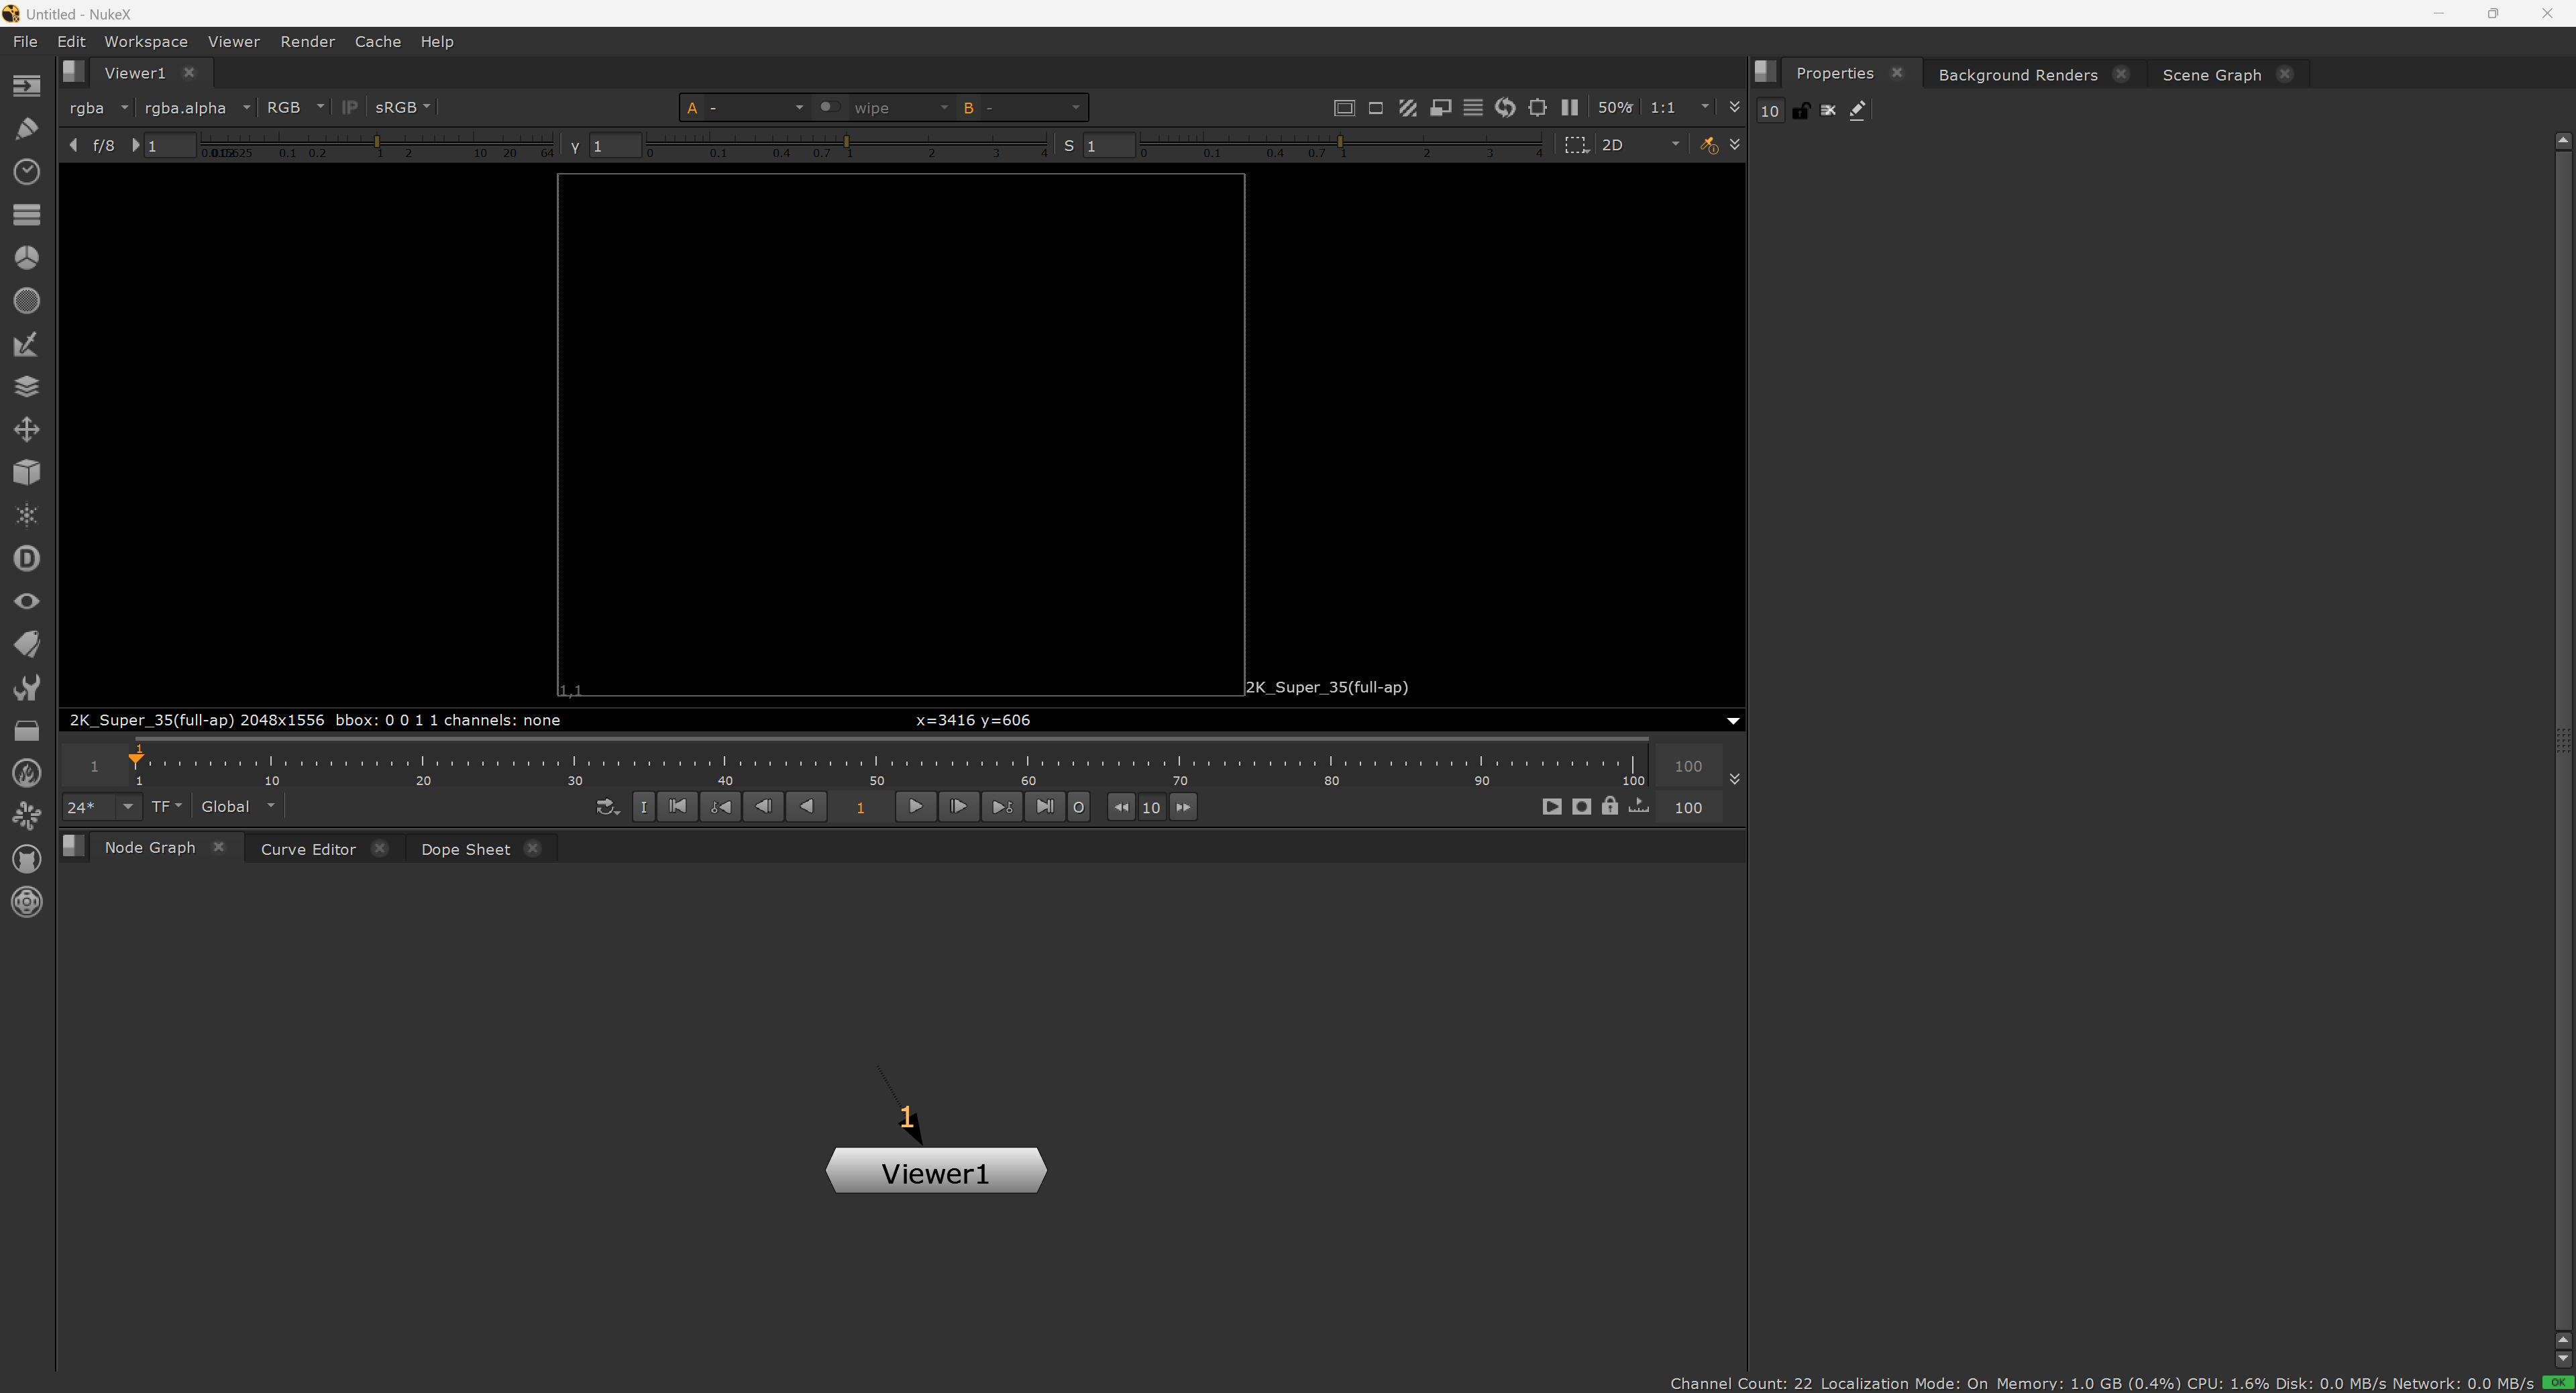 Untitled - NukeX
File Edit Workspace Viewer Render Cache Help
Viewer1
Properties Background Renders Scene Graph
rgba rgba.alpha RGB IP sRGB A - wipe B - 50% 1:1
10
f/8 1 0.1 0.2 1 2 10 20 64 γ 1 0 0.1 0.4 0.7 1 2 3 4 S 1 0 0.1 0.4 0.7 1 2 3 4 2D
1,1
2K_Super_35(full-ap)
2K_Super_35(full-ap) 2048x1556 bbox: 0 0 1 1 channels: none x=3416 y=606
1
1 100
1 10 20 30 40 50 60 70 80 90 100
24* TF Global I 1 O 10 100
Node Graph Curve Editor Dope Sheet
1
Viewer1
Channel Count: 22 Localization Mode: On Memory: 1.0 GB (0.4%) CPU: 1.6% Disk: 0.0 MB/s Network: 0.0 MB/s OK